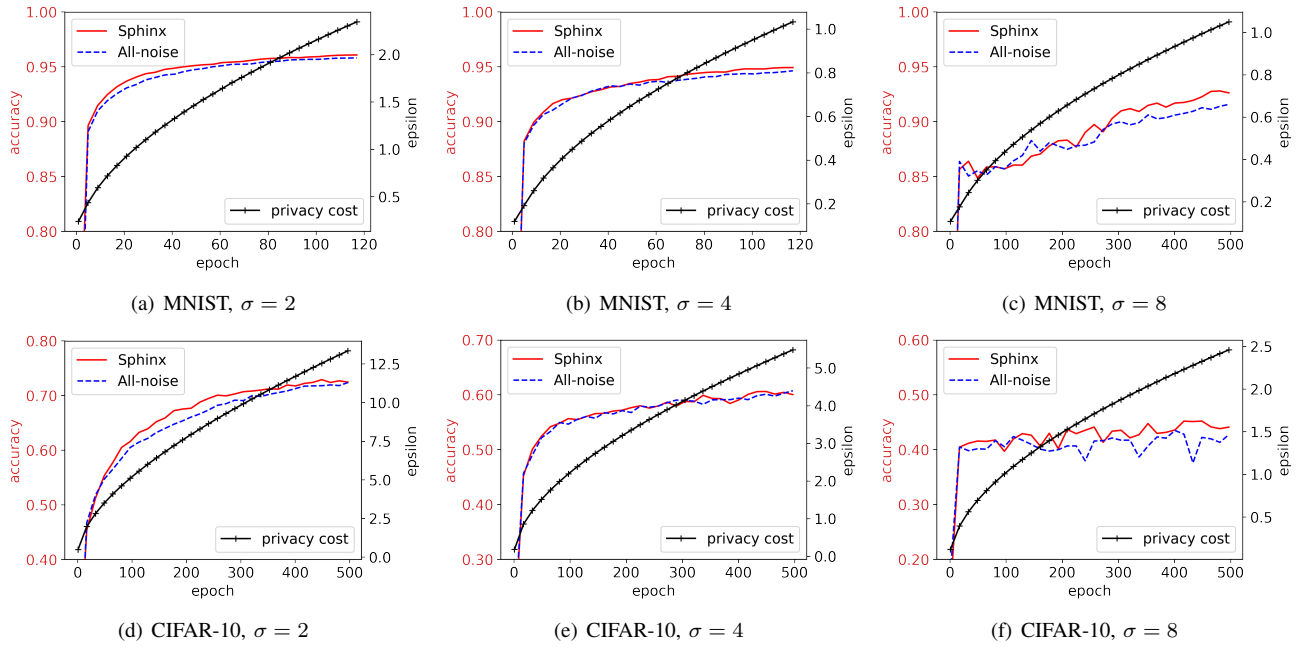 1.00
0.95
0.90
0.85
0.80
accuracy
Sphinx
All-noise
privacy cost
2.0
1.5
1.0
0.5
epsilon
0 20 40 60 80 100 120
epoch
(a) MNIST, σ = 2
1.00
0.95
0.90
0.85
0.80
accuracy
Sphinx
All-noise
privacy cost
1.0
0.8
0.6
0.4
0.2
epsilon
0 20 40 60 80 100 120
epoch
(b) MNIST, σ = 4
1.00
0.95
0.90
0.85
0.80
accuracy
Sphinx
All-noise
privacy cost
1.0
0.8
0.6
0.4
0.2
epsilon
0 100 200 300 400 500
epoch
(c) MNIST, σ = 8
0.80
0.70
0.60
0.50
0.40
accuracy
Sphinx
All-noise
privacy cost
12.5
10.0
7.5
5.0
2.5
0.0
epsilon
0 100 200 300 400 500
epoch
(d) CIFAR-10, σ = 2
0.70
0.60
0.50
0.40
0.30
accuracy
Sphinx
All-noise
privacy cost
5.0
4.0
3.0
2.0
1.0
0.0
epsilon
0 100 200 300 400 500
epoch
(e) CIFAR-10, σ = 4
0.80
0.70
0.60
0.50
0.40
0.30
0.20
accuracy
Sphinx
All-noise
privacy cost
2.5
2.0
1.5
1.0
0.5
epsilon
0 100 200 300 400 500
epoch
(f) CIFAR-10, σ = 8